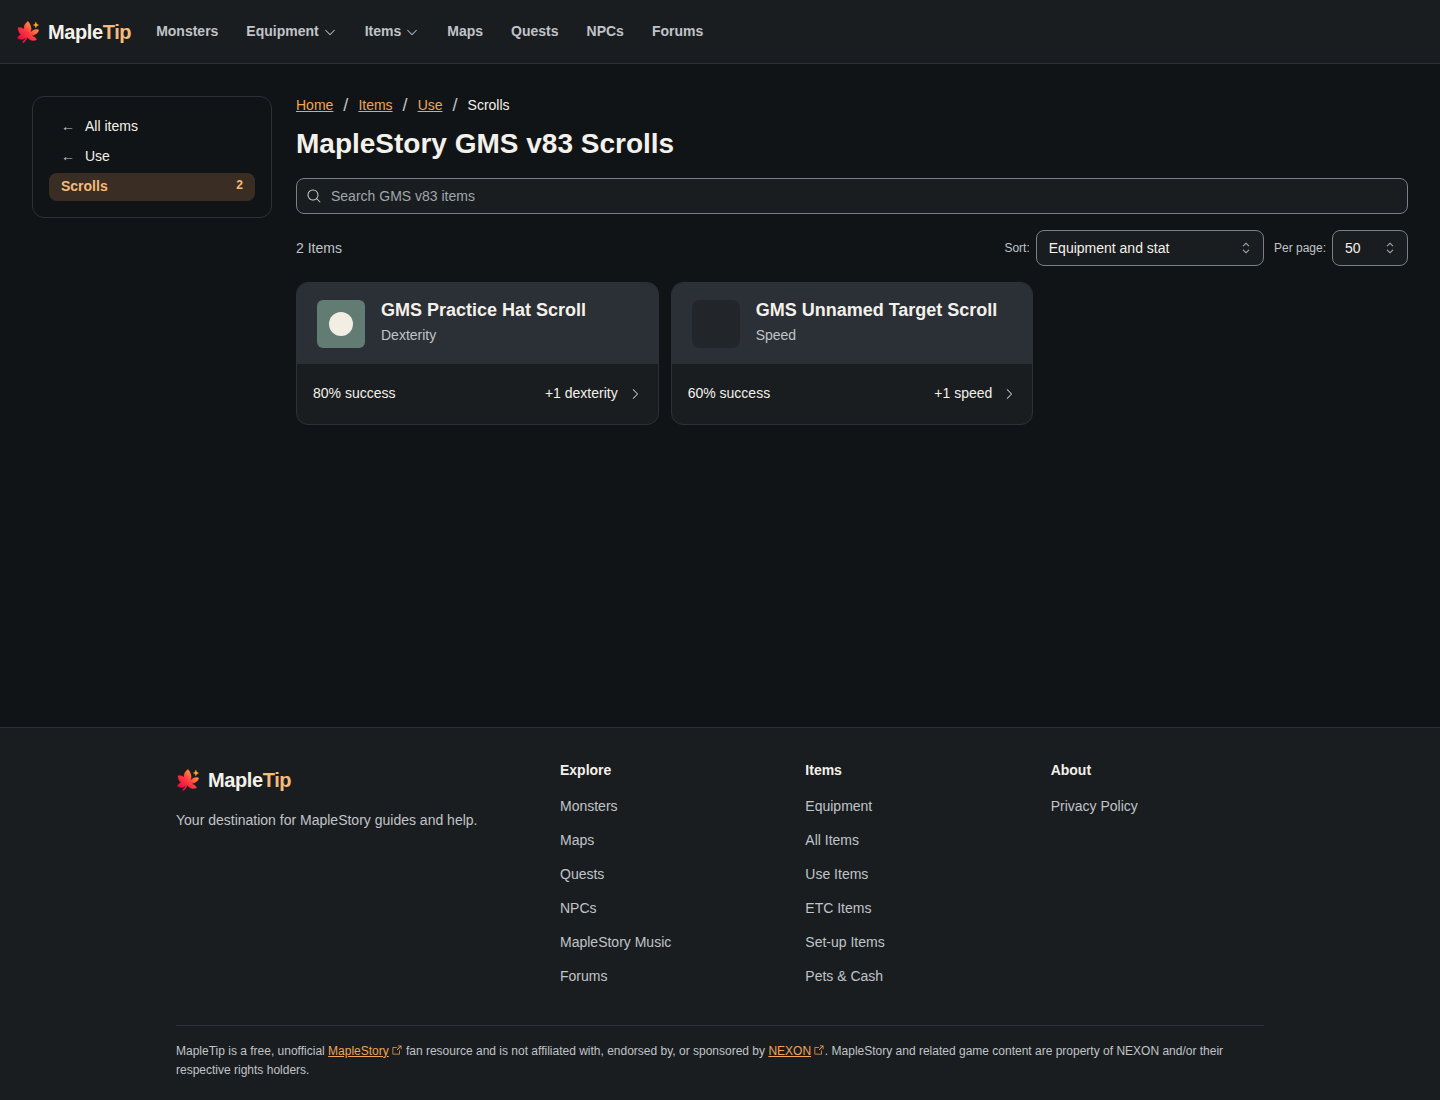 MapleTip
Monsters
Equipment
Items
Maps
Quests
NPCs
Forums
← All items
← Use
Scrolls 2
Home / Items / Use / Scrolls
MapleStory GMS v83 Scrolls
Search GMS v83 items
2 Items
Sort: Equipment and stat
Per page: 50
GMS Practice Hat Scroll
Dexterity
80% success +1 dexterity
GMS Unnamed Target Scroll
Speed
60% success +1 speed
MapleTip
Your destination for MapleStory guides and help.
Explore
Monsters
Maps
Quests
NPCs
MapleStory Music
Forums
Items
Equipment
All Items
Use Items
ETC Items
Set-up Items
Pets & Cash
About
Privacy Policy
MapleTip is a free, unofficial MapleStory fan resource and is not affiliated with, endorsed by, or sponsored by NEXON. MapleStory and related game content are property of NEXON and/or their
respective rights holders.